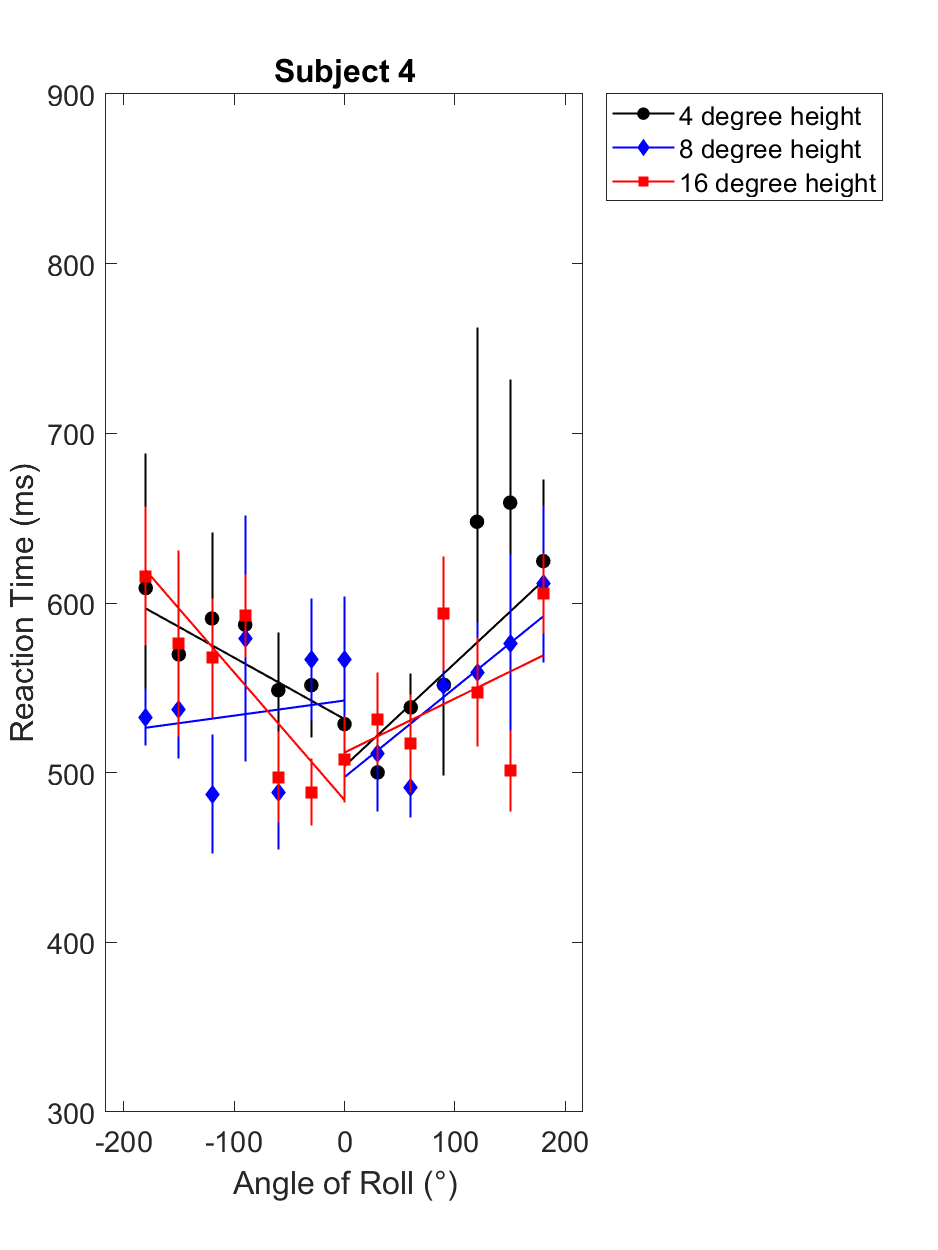 Subject 4
900
800
700
600
500
400
300
Reaction Time (ms)
-200 -100 0 100 200
Angle of Roll (°)
4 degree height
8 degree height
16 degree height